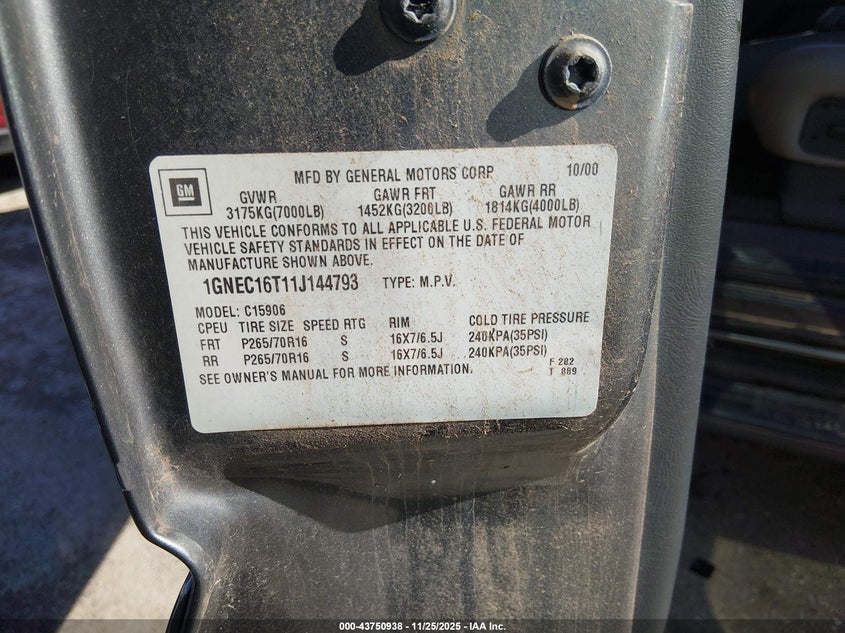 GM
MFD BY GENERAL MOTORS CORP 10/00
GVWR GAWR FRT GAWR RR
3175KG(7000LB) 1452KG(3200LB) 1814KG(4000LB)
THIS VEHICLE CONFORMS TO ALL APPLICABLE U.S. FEDERAL MOTOR
VEHICLE SAFETY STANDARDS IN EFFECT ON THE DATE OF
MANUFACTURE SHOWN ABOVE.
1GNEC16T11J144793 TYPE: M.P.V.
MODEL: C15906
CPEU TIRE SIZE SPEED RTG RIM COLD TIRE PRESSURE
FRT P265/70R16 S 16X7/6.5J 240KPA(35PSI)
RR P265/70R16 S 16X7/6.5J 240KPA(35PSI)
SEE OWNER'S MANUAL FOR MORE INFORMATION.
F 282
T 889
000-43750938 - 11/25/2025 - IAA Inc.